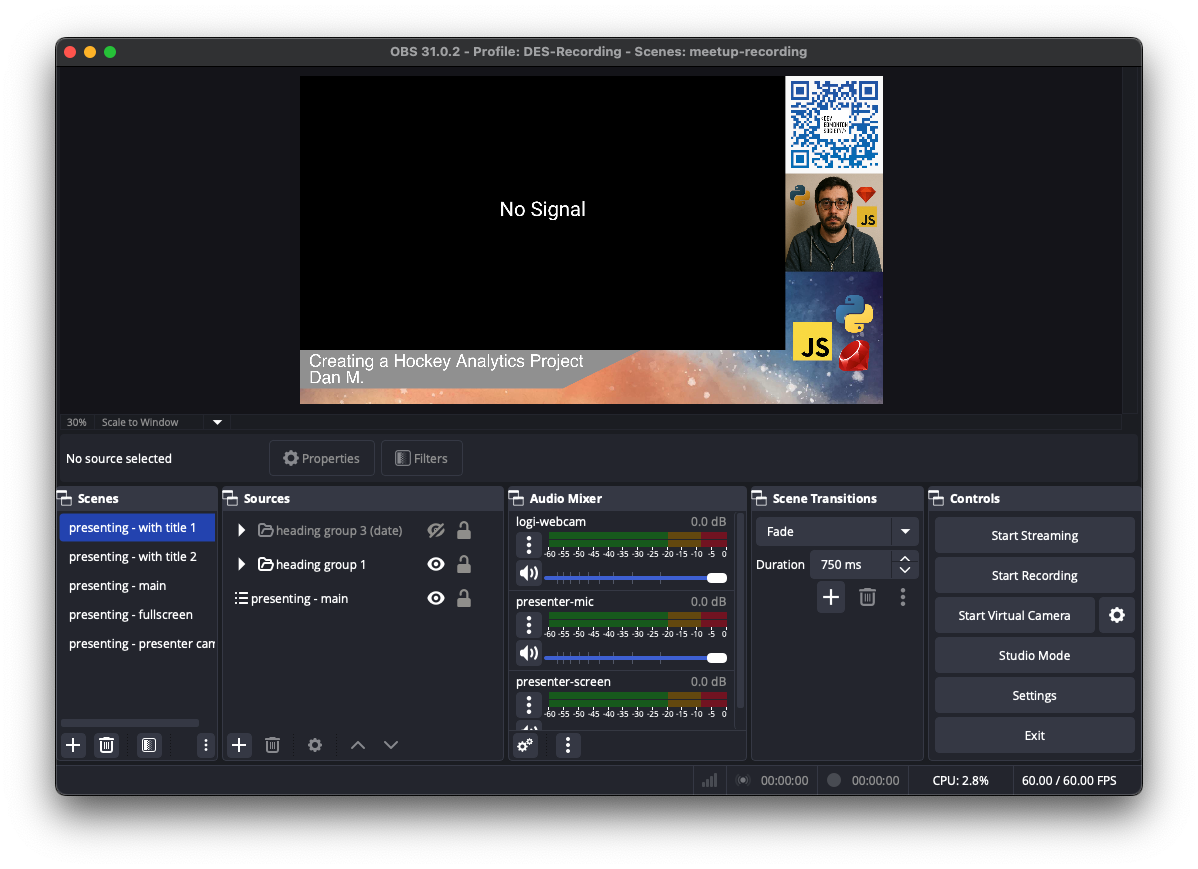 OBS 31.0.2 - Profile: DES-Recording - Scenes: meetup-recording
<DEV
EDMONTON
SOCIETY/>
No Signal
JS
JS
Creating a Hockey Analytics Project
Dan M.
30% Scale to Window
No source selected Properties Filters
Scenes
presenting - with title 1
presenting - with title 2
presenting - main
presenting - fullscreen
presenting - presenter cam
Sources
heading group 3 (date)
heading group 1
presenting - main
Audio Mixer
logi-webcam 0.0 dB
-60 -55 -50 -45 -40 -35 -30 -25 -20 -15 -10 -5 0
presenter-mic 0.0 dB
-60 -55 -50 -45 -40 -35 -30 -25 -20 -15 -10 -5 0
presenter-screen 0.0 dB
-60 -55 -50 -45 -40 -35 -30 -25 -20 -15 -10 -5 0
Scene Transitions
Fade
Duration 750 ms
Controls
Start Streaming
Start Recording
Start Virtual Camera
Studio Mode
Settings
Exit
00:00:00 00:00:00 CPU: 2.8% 60.00 / 60.00 FPS